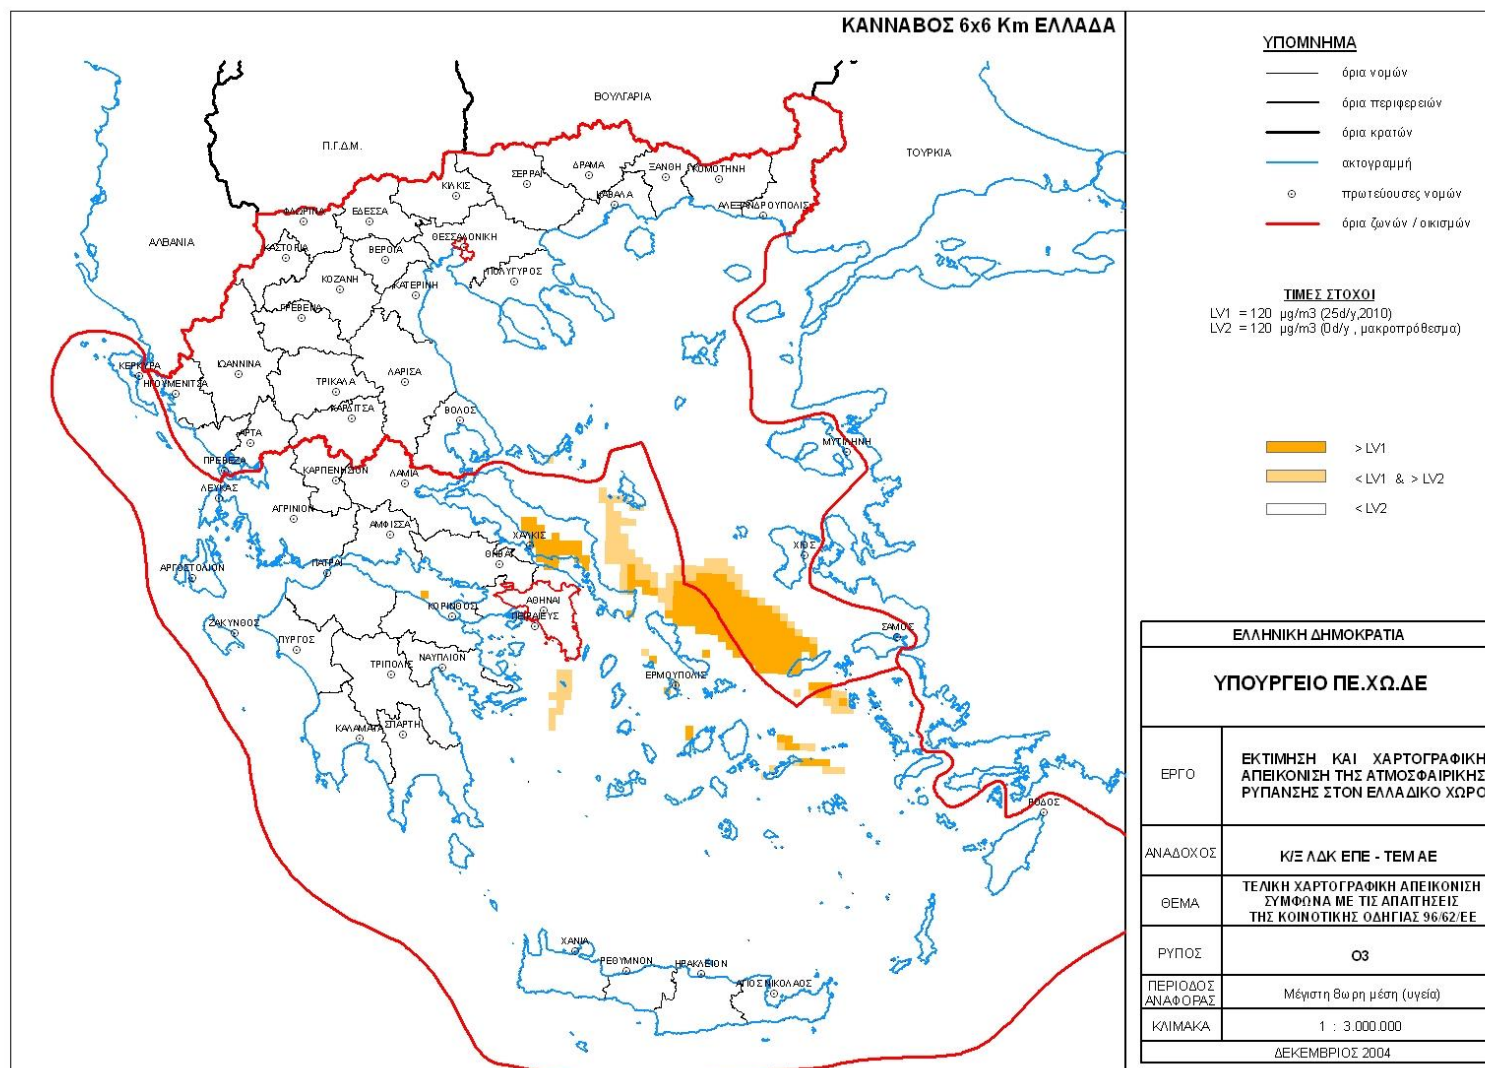 ΚΑΝΝΑΒΟΣ 6x6 Km ΕΛΛΑΔΑ
ΒΟΥΛΓΑΡΙΑ
Π.Γ.Δ.Μ.
ΤΟΥΡΚΙΑ
ΑΛΒΑΝΙΑ
ΔΡΑΜΑ
ΞΑΝΘΗ
ΚΟΜΟΤΗΝΗ
ΣΕΡΡΑΙ
ΚΙΛΚΙΣ
ΚΑΒΑΛΑ
ΑΛΕΞΑΝΔΡΟΥΠΟΛΙΣ
ΦΛΩΡΙΝΑ
ΕΔΕΣΣΑ
ΘΕΣΣΑΛΟΝΙΚΗ
ΚΑΣΤΟΡΙΑ
ΒΕΡΟΙΑ
ΠΟΛΥΓΥΡΟΣ
ΚΟΖΑΝΗ
ΚΑΤΕΡΙΝΗ
ΓΡΕΒΕΝΑ
ΚΕΡΚΥΡΑ
ΙΩΑΝΝΙΝΑ
ΗΓΟΥΜΕΝΙΤΣΑ
ΤΡΙΚΑΛΑ
ΛΑΡΙΣΑ
ΚΑΡΔΙΤΣΑ
ΒΟΛΟΣ
ΑΡΤΑ
ΜΥΤΙΛΗΝΗ
ΠΡΕΒΕΖΑ
ΚΑΡΠΕΝΗΣΙΟΝ
ΛΑΜΙΑ
ΛΕΥΚΑΣ
ΑΓΡΙΝΙΟΝ
ΑΜΦΙΣΣΑ
ΧΑΛΚΙΣ
ΧΙΟΣ
ΘΗΒΑΙ
ΑΡΓΟΣΤΟΛΙΟΝ
ΠΑΤΡΑΙ
ΑΘΗΝΑΙ
ΚΟΡΙΝΘΟΣ
ΠΕΙΡΑΙΕΥΣ
ΖΑΚΥΝΘΟΣ
ΣΑΜΟΣ
ΠΥΡΓΟΣ
ΝΑΥΠΛΙΟΝ
ΤΡΙΠΟΛΙΣ
ΕΡΜΟΥΠΟΛΙΣ
ΣΠΑΡΤΗ
ΚΑΛΑΜΑΤΑ
ΡΟΔΟΣ
ΧΑΝΙΑ
ΡΕΘΥΜΝΟΝ
ΗΡΑΚΛΕΙΟΝ
ΑΓΙΟΣ ΝΙΚΟΛΑΟΣ
ΥΠΟΜΝΗΜΑ
όρια νομών
όρια περιφερειών
όρια κρατών
ακτογραμμή
πρωτεύουσες νομών
όρια ζωνών / οικισμών
ΤΙΜΕΣ ΣΤΟΧΟΙ
LV1 = 120 μg/m3 (25d/y,2010)
LV2 = 120 μg/m3 (0d/y , μακροπρόθεσμα)
> LV1
< LV1 & > LV2
< LV2
ΕΛΛΗΝΙΚΗ ΔΗΜΟΚΡΑΤΙΑ
ΥΠΟΥΡΓΕΙΟ ΠΕ.ΧΩ.ΔΕ
ΕΡΓΟ
ΕΚΤΙΜΗΣΗ ΚΑΙ ΧΑΡΤΟΓΡΑΦΙΚΗ
ΑΠΕΙΚΟΝΙΣΗ ΤΗΣ ΑΤΜΟΣΦΑΙΡΙΚΗΣ
ΡΥΠΑΝΣΗΣ ΣΤΟΝ ΕΛΛΑΔΙΚΟ ΧΩΡΟ
ΑΝΑΔΟΧΟΣ
Κ/Ξ ΛΔΚ ΕΠΕ - ΤΕΜ ΑΕ
ΘΕΜΑ
ΤΕΛΙΚΗ ΧΑΡΤΟΓΡΑΦΙΚΗ ΑΠΕΙΚΟΝΙΣΗ
ΣΥΜΦΩΝΑ ΜΕ ΤΙΣ ΑΠΑΙΤΗΣΕΙΣ
ΤΗΣ ΚΟΙΝΟΤΙΚΗΣ ΟΔΗΓΙΑΣ 96/62/ΕΕ
ΡΥΠΟΣ
O3
ΠΕΡΙΟΔΟΣ
ΑΝΑΦΟΡΑΣ
Μέγιστη 8ωρη μέση (υγεία)
ΚΛΙΜΑΚΑ
1 : 3.000.000
ΔΕΚΕΜΒΡΙΟΣ 2004